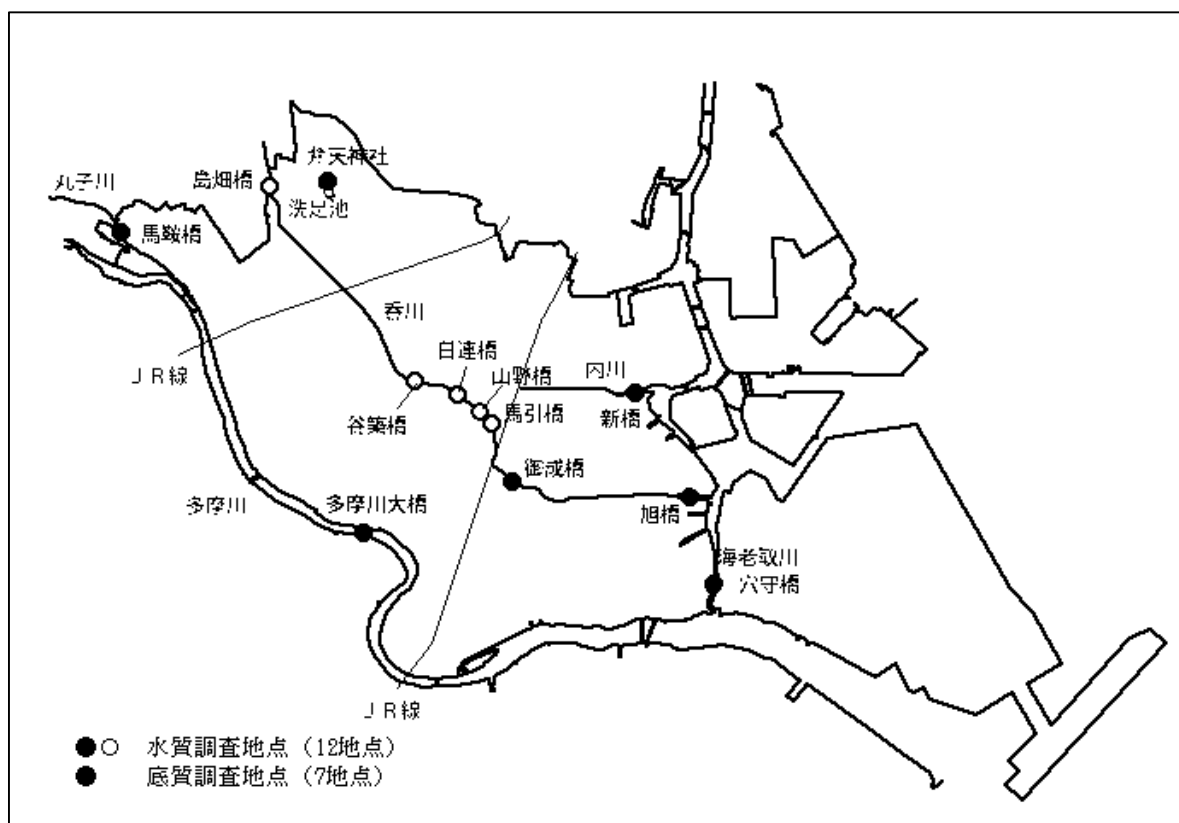 弁天神社
島畑橋
丸子川
洗足池
馬鞍橋
呑川
白連橋
JR線
山野橋
内川
谷築橋
馬引橋
新橋
御成橋
多摩川
多摩川大橋
旭橋
海老取川
穴守橋
JR線
●○ 水質調査地点(12地点)
● 底質調査地点(7地点)